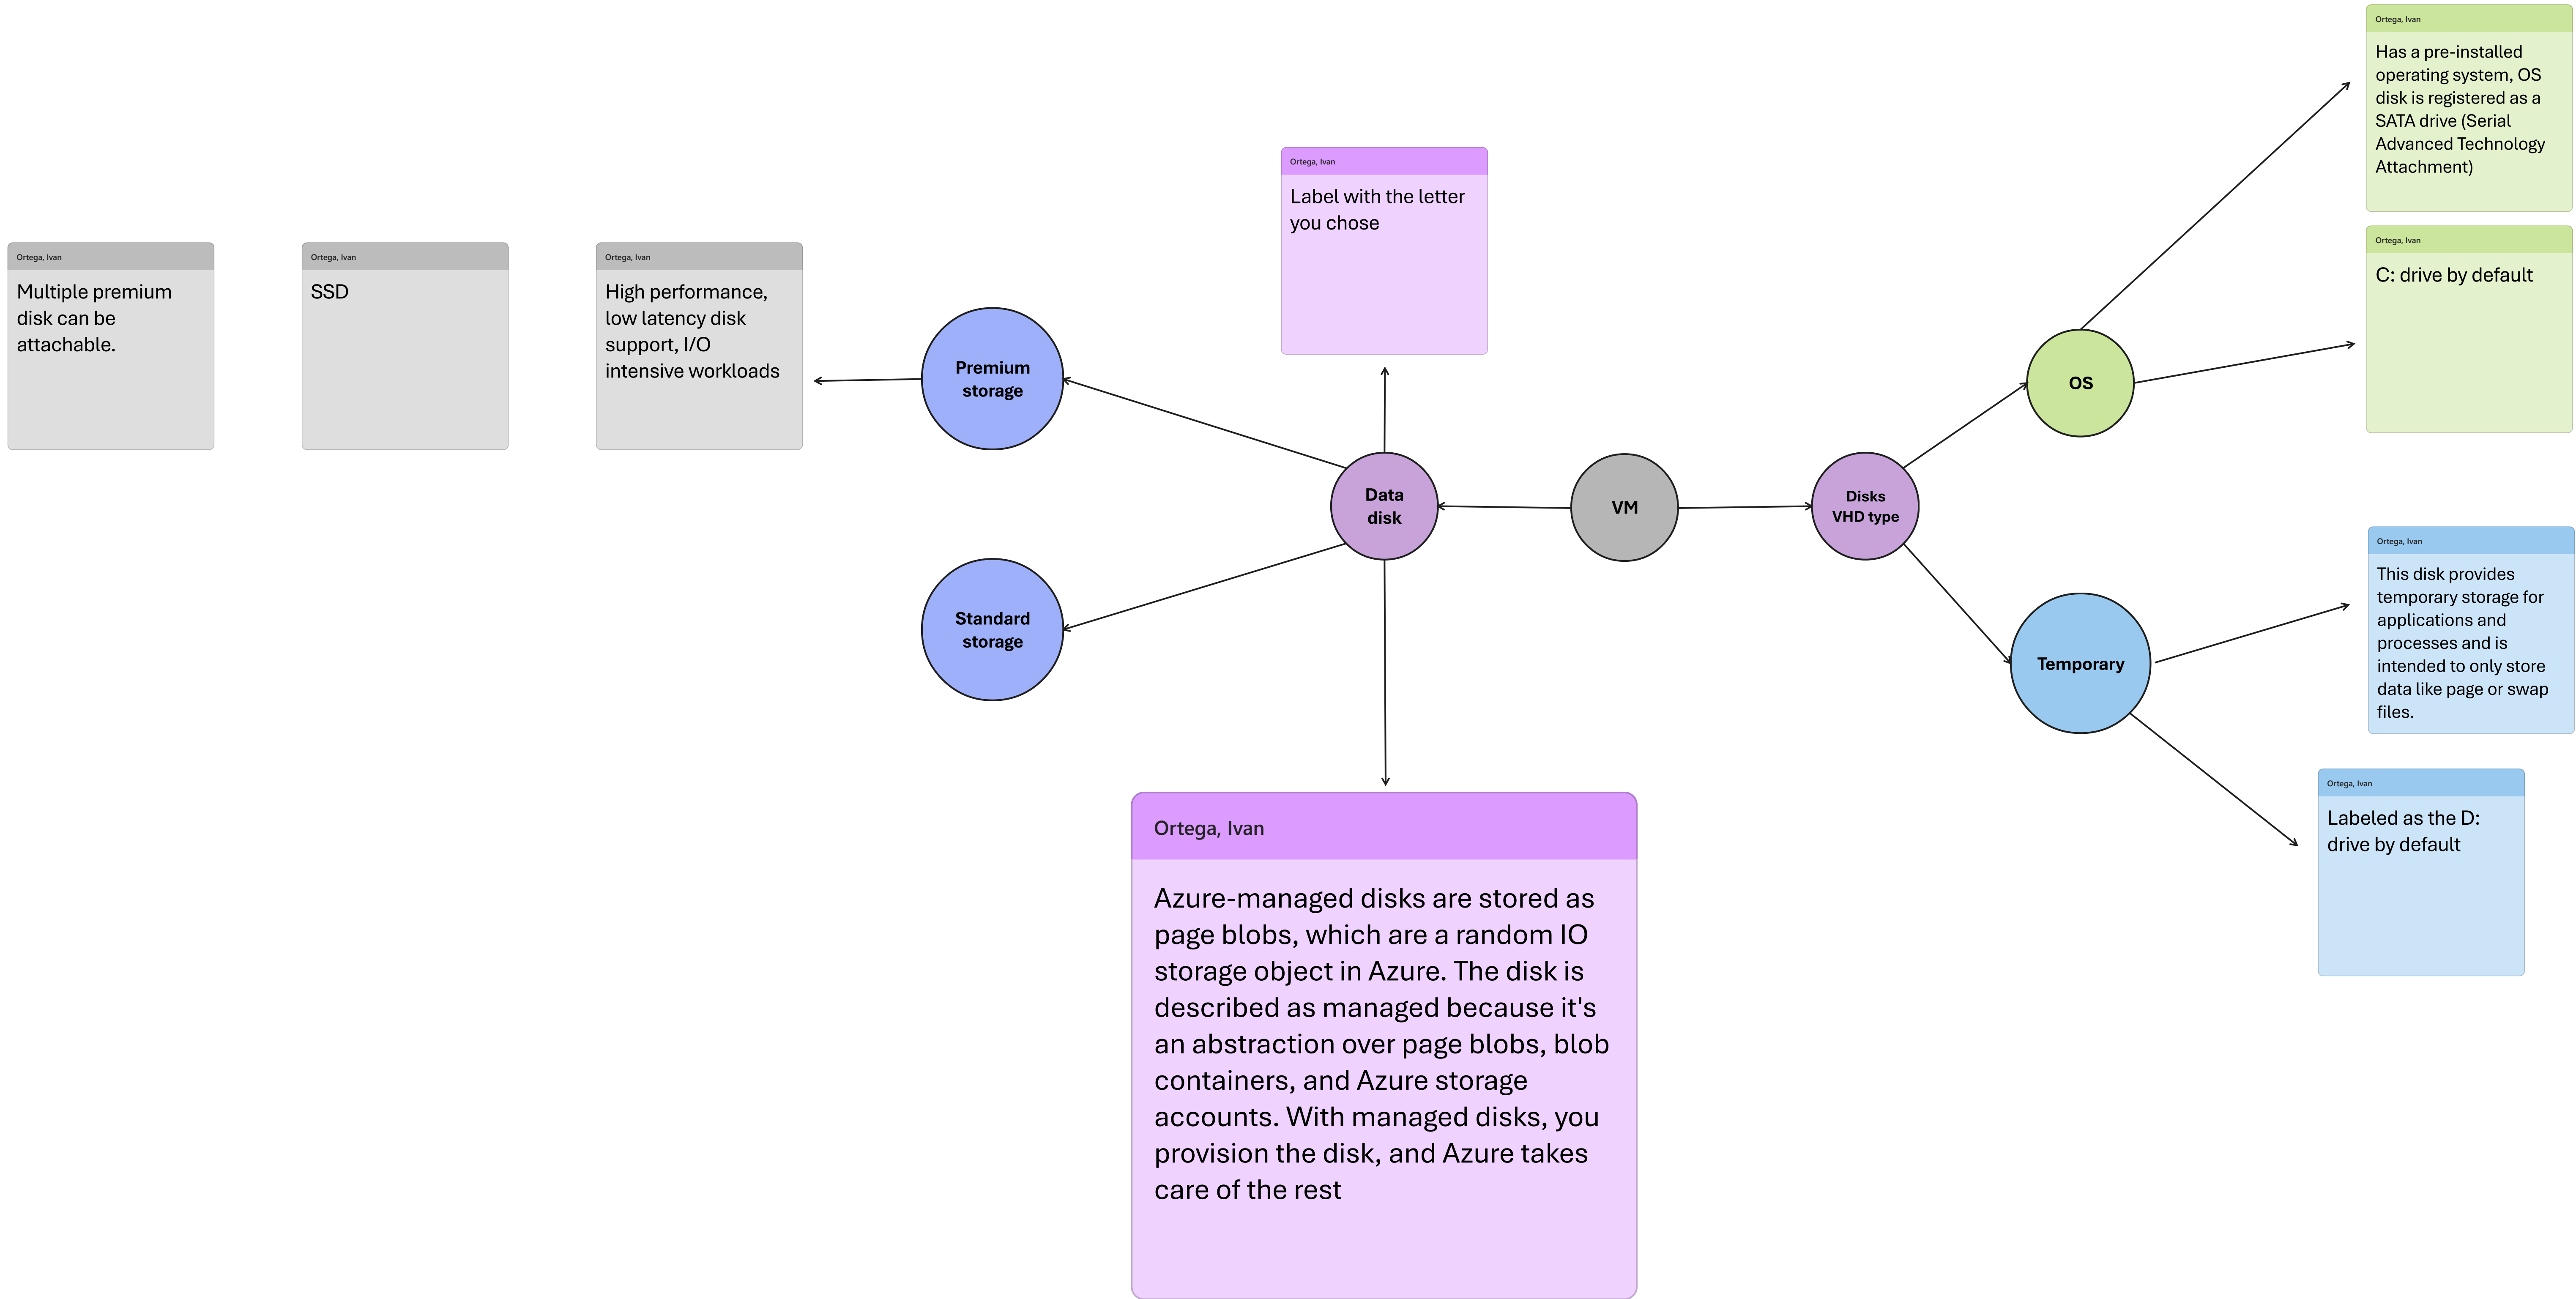 Ortega, Ivan
Multiple premium
disk can be
attachable.
Ortega, Ivan
SSD
Ortega, Ivan
High performance,
low latency disk
support, I/O
intensive workloads
Premium
storage
Standard
storage
Ortega, Ivan
Label with the letter
you chose
Data
disk
VM
Disks
VHD type
Ortega, Ivan
Azure-managed disks are stored as
page blobs, which are a random IO
storage object in Azure. The disk is
described as managed because it's
an abstraction over page blobs, blob
containers, and Azure storage
accounts. With managed disks, you
provision the disk, and Azure takes
care of the rest
OS
Ortega, Ivan
Has a pre-installed
operating system, OS
disk is registered as a
SATA drive (Serial
Advanced Technology
Attachment)
Ortega, Ivan
C: drive by default
Temporary
Ortega, Ivan
This disk provides
temporary storage for
applications and
processes and is
intended to only store
data like page or swap
files.
Ortega, Ivan
Labeled as the D:
drive by default